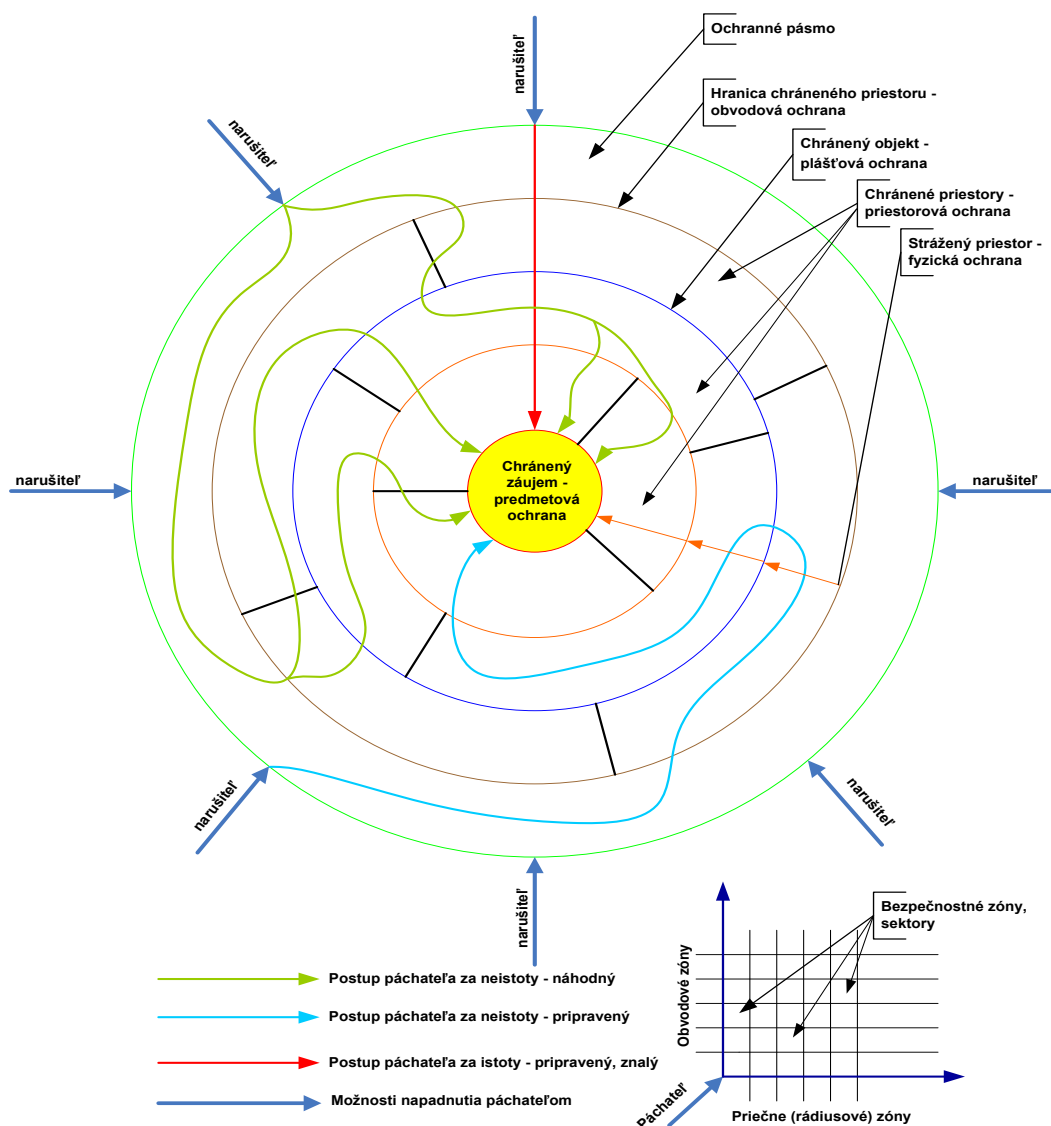 Ochranné pásmo
Hranica chráneného priestoru -
obvodová ochrana
Chránený objekt -
plášťová ochrana
Chránené priestory -
priestorová ochrana
Strážený priestor -
fyzická ochrana
narušiteľ
narušiteľ
narušiteľ
narušiteľ
narušiteľ
narušiteľ
narušiteľ
Chránený
záujem -
predmetová
ochrana
Postup páchateľa za neistoty - náhodný
Postup páchateľa za neistoty - pripravený
Postup páchateľa za istoty - pripravený, znalý
Možnosti napadnutia páchateľom
Bezpečnostné zóny,
sektory
Obvodové zóny
Páchateľ
Priečne (rádiusové) zóny